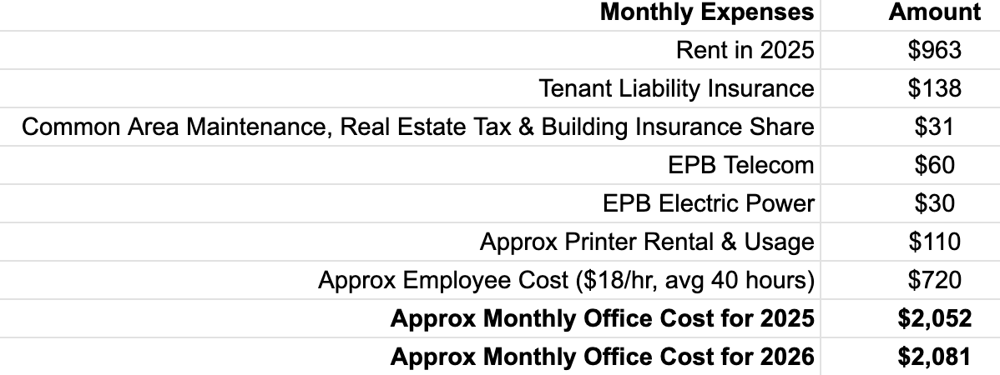 Monthly Expenses Amount
Rent in 2025 $963
Tenant Liability Insurance $138
Common Area Maintenance, Real Estate Tax & Building Insurance Share $31
EPB Telecom $60
EPB Electric Power $30
Approx Printer Rental & Usage $110
Approx Employee Cost ($18/hr, avg 40 hours) $720
Approx Monthly Office Cost for 2025 $2,052
Approx Monthly Office Cost for 2026 $2,081